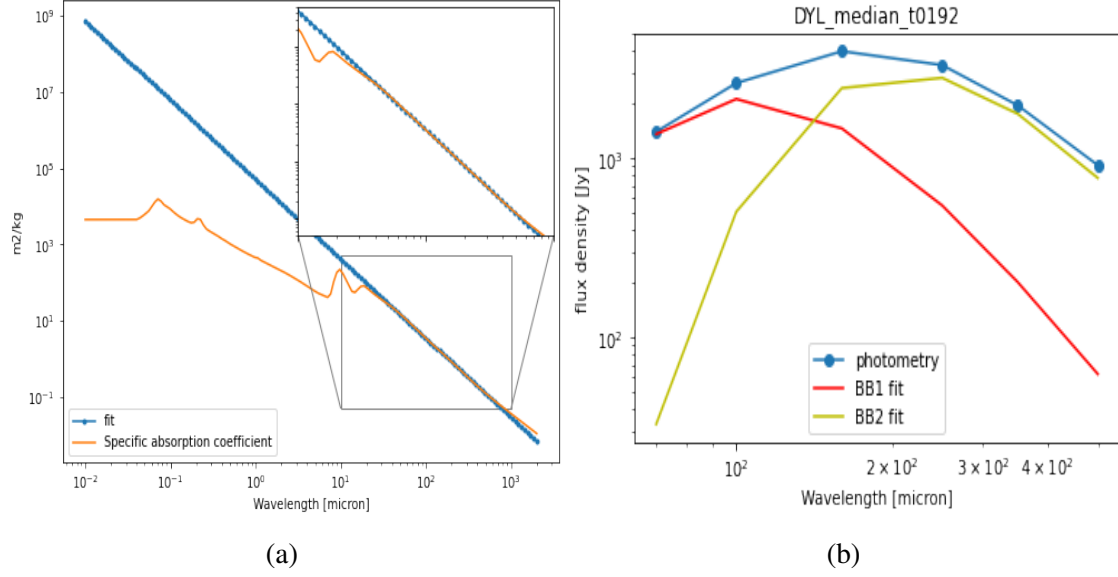 10^9
10^7
10^5
10^3
10^1
10^-1
m2/kg
fit
Specific absorption coefficient
10^-2 10^-1 10^0 10^1 10^2 10^3
Wavelength [micron]
(a)
DYL_median_t0192
10^3
10^2
flux density [Jy]
photometry
BB1 fit
BB2 fit
10^2 2 × 10^2 3 × 10^2 4 × 10^2
Wavelength [micron]
(b)